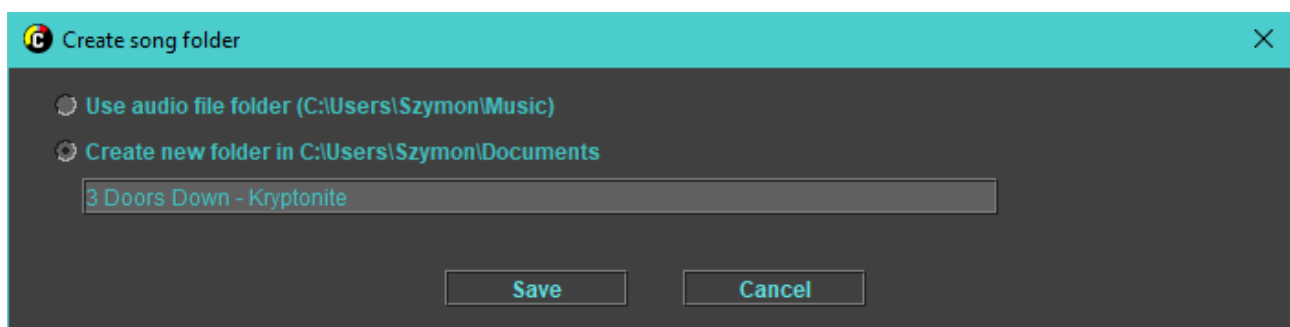 Create song folder
Use audio file folder (C:\Users\Szymon\Music)
Create new folder in C:\Users\Szymon\Documents
3 Doors Down - Kryptonite
Save Cancel